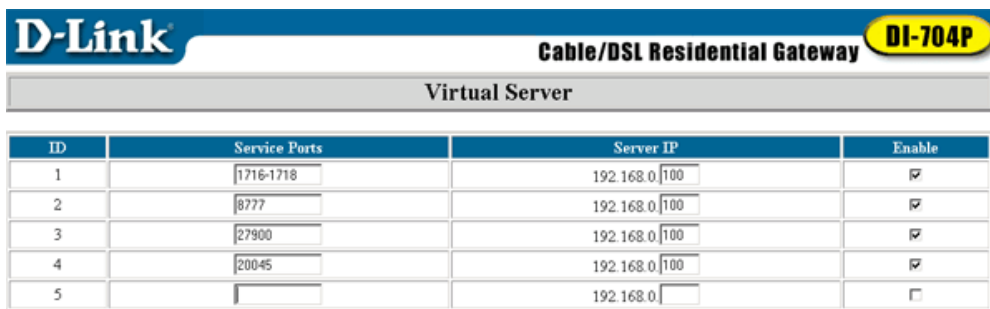 D-Link
Cable/DSL Residential Gateway DI-704P
Virtual Server
ID Service Ports Server IP Enable
1 1716-1718 192.168.0.100
2 8777 192.168.0.100
3 27900 192.168.0.100
4 20045 192.168.0.100
5 192.168.0.